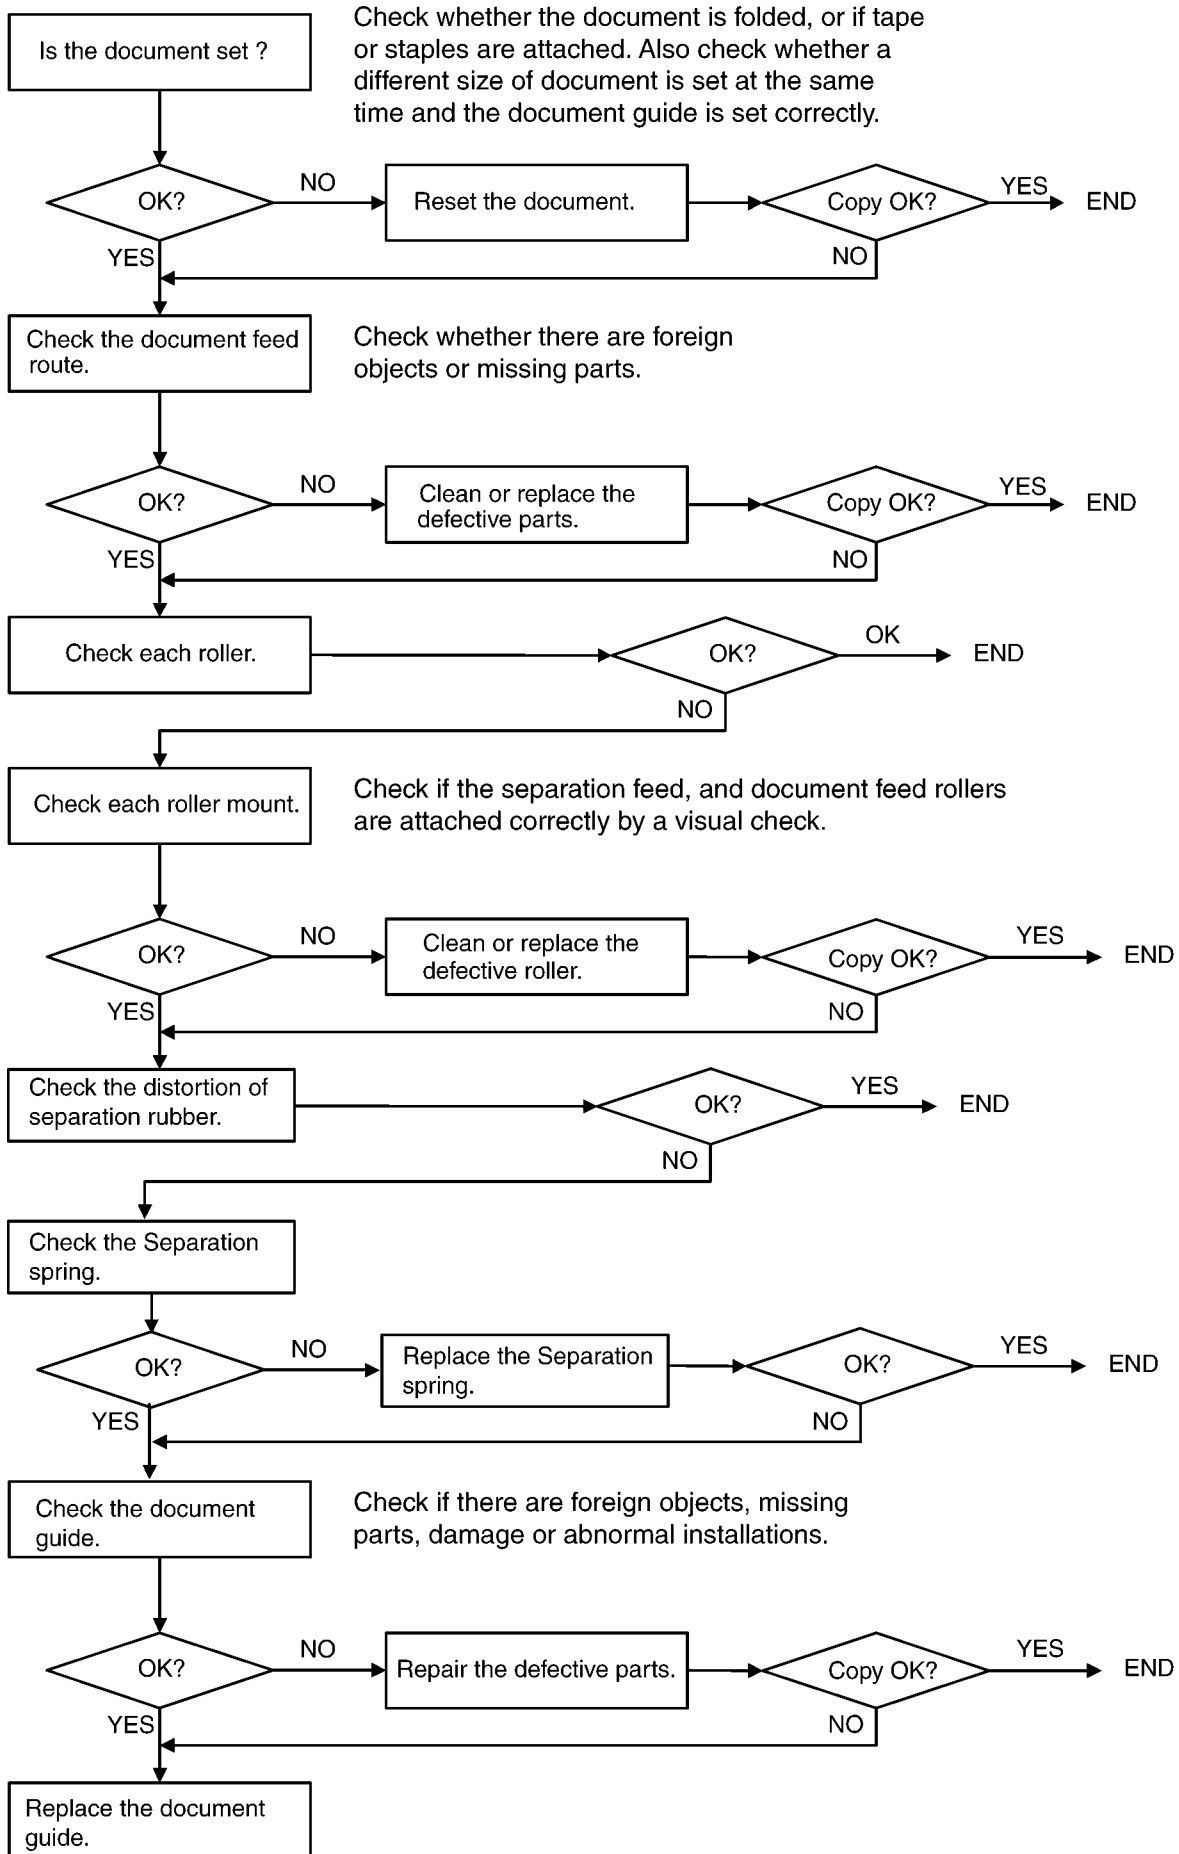 Is the document set ?
Check whether the document is folded, or if tape
or staples are attached. Also check whether a
different size of document is set at the same
time and the document guide is set correctly.
OK?
NO
Reset the document.
Copy OK?
YES
END
YES
NO
Check the document feed
route.
Check whether there are foreign
objects or missing parts.
OK?
NO
Clean or replace the
defective parts.
Copy OK?
YES
END
YES
NO
Check each roller.
OK?
OK
END
NO
Check each roller mount.
Check if the separation feed, and document feed rollers
are attached correctly by a visual check.
OK?
NO
Clean or replace the
defective roller.
Copy OK?
YES
END
YES
NO
Check the distortion of
separation rubber.
OK?
YES
END
NO
Check the Separation
spring.
OK?
NO
Replace the Separation
spring.
OK?
YES
END
YES
NO
Check the document
guide.
Check if there are foreign objects, missing
parts, damage or abnormal installations.
OK?
NO
Repair the defective parts.
Copy OK?
YES
END
YES
NO
Replace the document
guide.